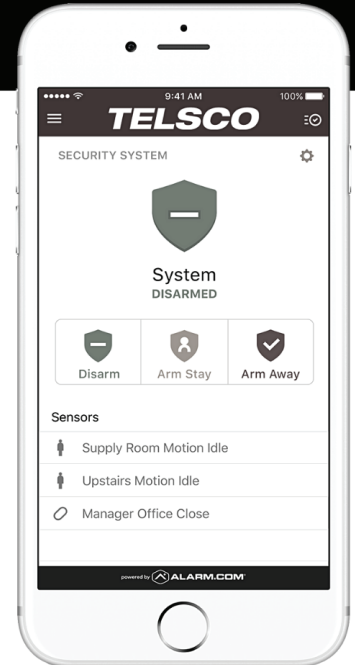 9:41 AM
100%
TELSCO
SECURITY SYSTEM
System
DISARMED
Disarm Arm Stay Arm Away
Sensors
Supply Room Motion Idle
Upstairs Motion Idle
Manager Office Close
powered by ALARM.COM